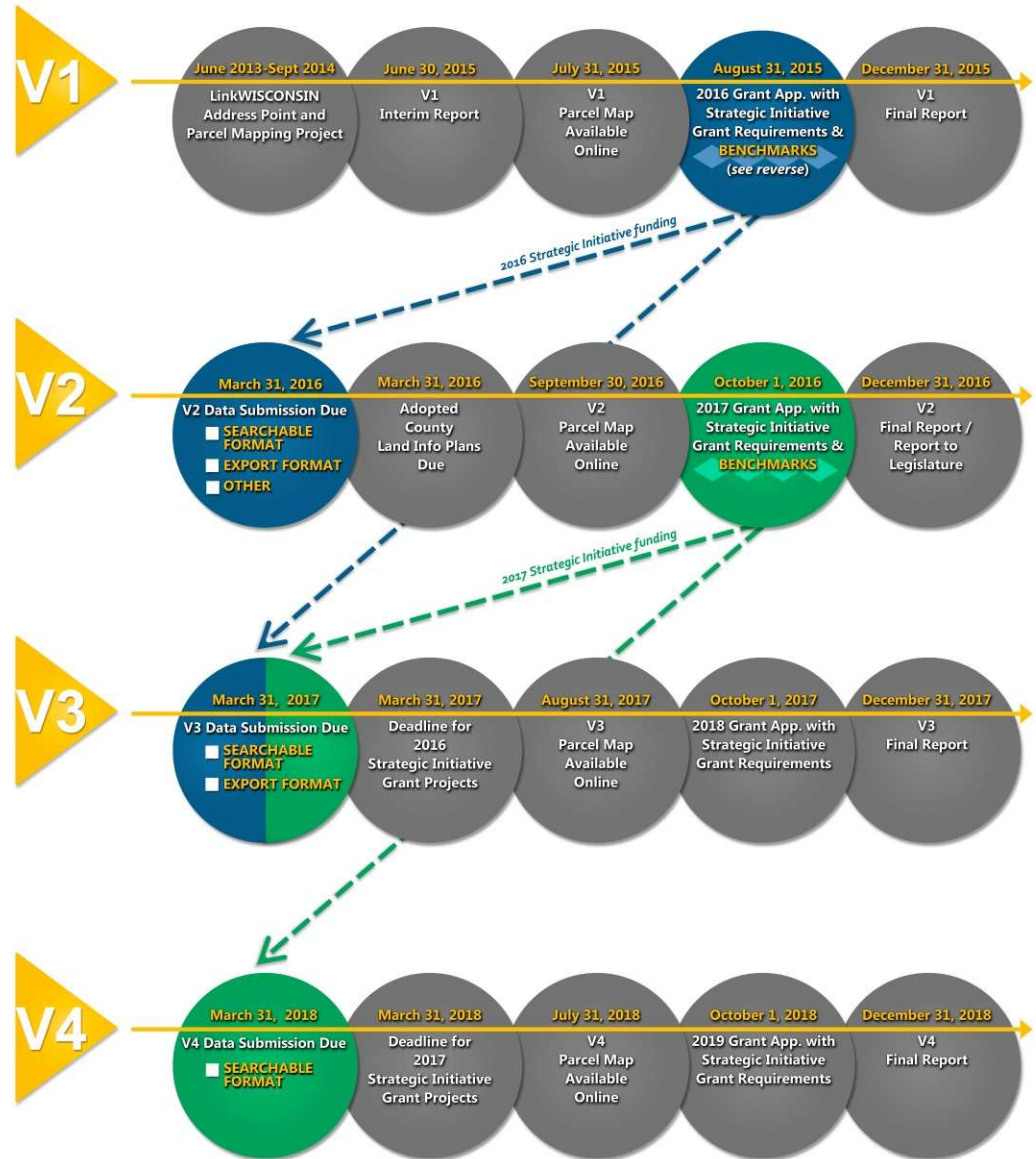 V1
June 2013-Sept 2014
LinkWISCONSIN
Address Point and
Parcel Mapping Project
June 30, 2015
V1
Interim Report
July 31, 2015
V1
Parcel Map
Available
Online
August 31, 2015
2016 Grant App. with
Strategic Initiative
Grant Requirements &
BENCHMARKS
(see reverse)
December 31, 2015
V1
Final Report
2016 Strategic Initiative funding
V2
March 31, 2016
V2 Data Submission Due
SEARCHABLE
FORMAT
EXPORT FORMAT
OTHER
March 31, 2016
Adopted
County
Land Info Plans
Due
September 30, 2016
V2
Parcel Map
Available
Online
October 1, 2016
2017 Grant App. with
Strategic Initiative
Grant Requirements &
BENCHMARKS
December 31, 2016
V2
Final Report /
Report to
Legislature
2017 Strategic Initiative funding
V3
March 31, 2017
V3 Data Submission Due
SEARCHABLE
FORMAT
EXPORT FORMAT
March 31, 2017
Deadline for
2016
Strategic Initiative
Grant Projects
August 31, 2017
V3
Parcel Map
Available
Online
October 1, 2017
2018 Grant App. with
Strategic Initiative
Grant Requirements
December 31, 2017
V3
Final Report
V4
March 31, 2018
V4 Data Submission Due
SEARCHABLE
FORMAT
March 31, 2018
Deadline for
2017
Strategic Initiative
Grant Projects
July 31, 2018
V4
Parcel Map
Available
Online
October 1, 2018
2019 Grant App. with
Strategic Initiative
Grant Requirements
December 31, 2018
V4
Final Report